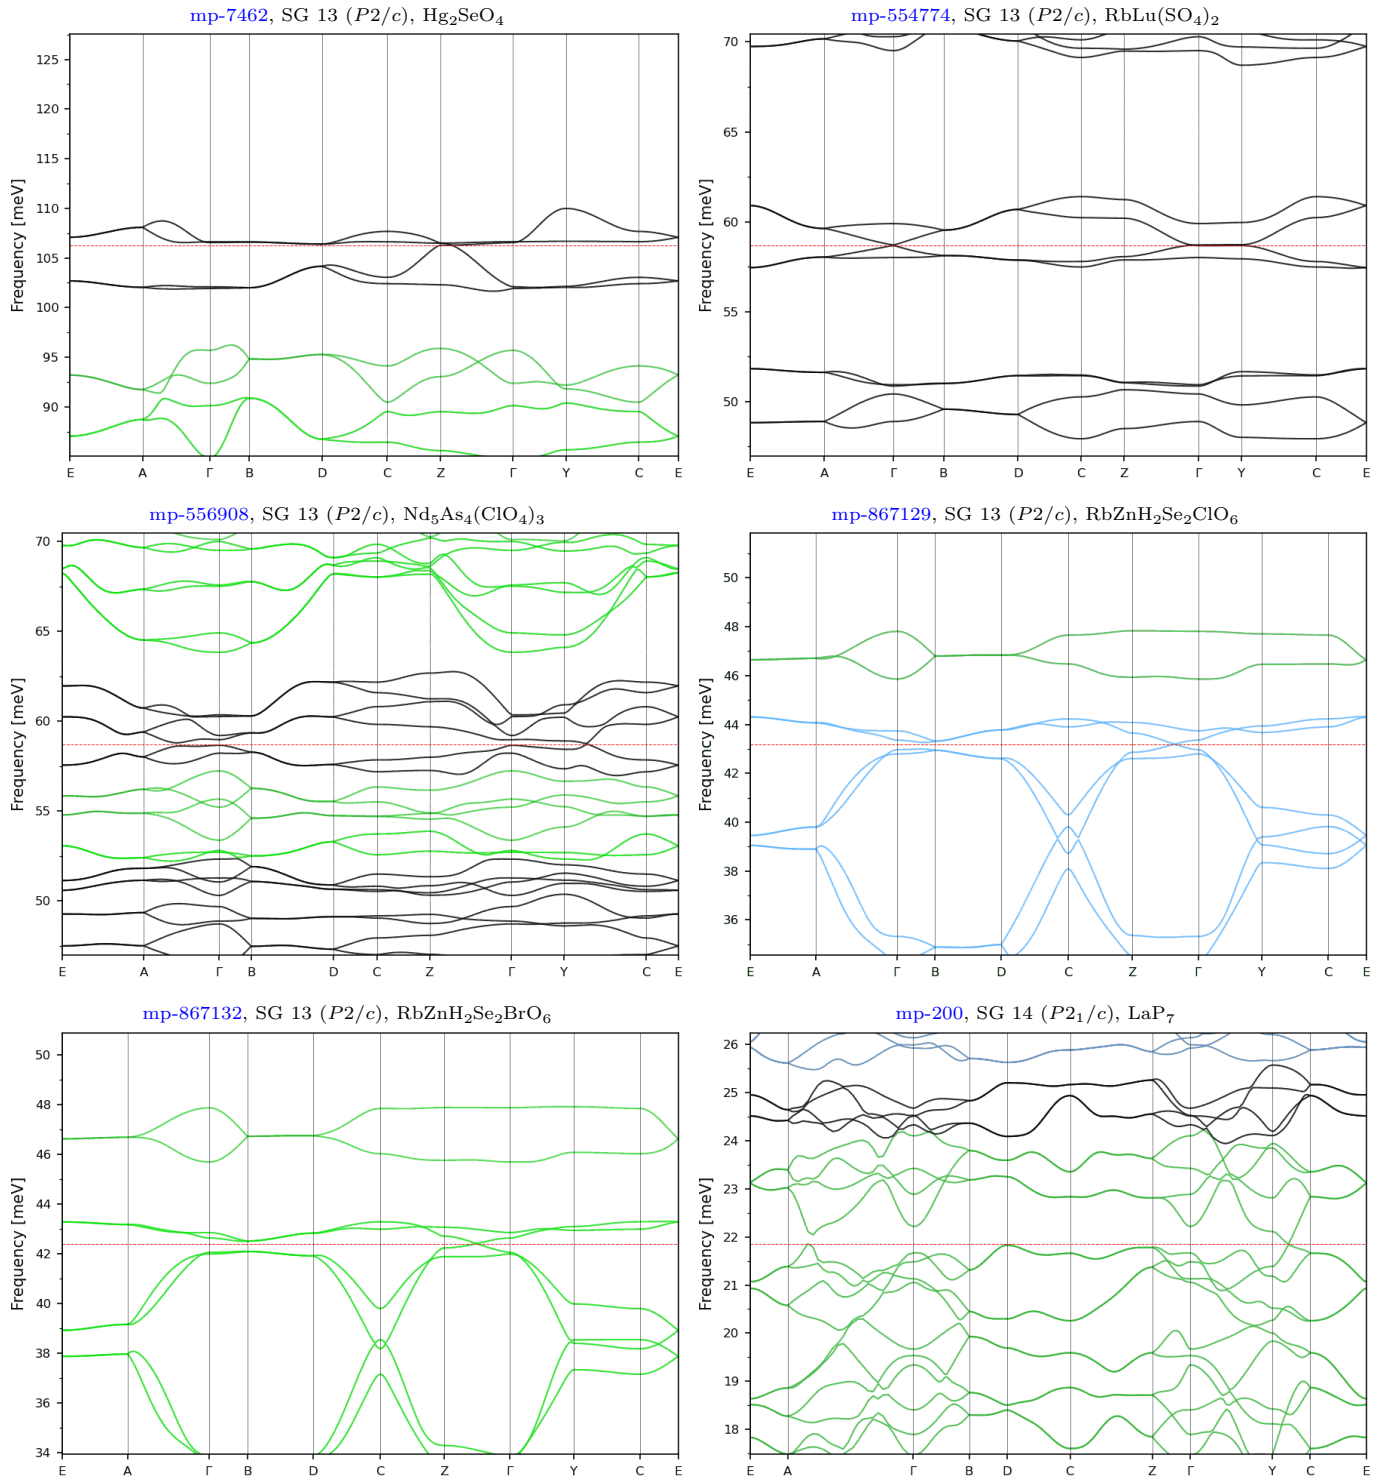 mp-7462, SG 13 (P2/c), Hg₂SeO₄
Frequency [meV]
125
120
115
110
105
100
95
90
E A Γ B D C Z Γ Y C E
mp-554774, SG 13 (P2/c), RbLu(SO₄)₂
Frequency [meV]
70
65
60
55
50
E A Γ B D C Z Γ Y C E
mp-556908, SG 13 (P2/c), Nd₅As₄(ClO₄)₃
Frequency [meV]
70
65
60
55
50
E A Γ B D C Z Γ Y C E
mp-867129, SG 13 (P2/c), RbZnH₂Se₂ClO₆
Frequency [meV]
50
48
46
44
42
40
38
36
E A Γ B D C Z Γ Y C E
mp-867132, SG 13 (P2/c), RbZnH₂Se₂BrO₆
Frequency [meV]
50
48
46
44
42
40
38
36
34
E A Γ B D C Z Γ Y C E
mp-200, SG 14 (P2₁/c), LaP₇
Frequency [meV]
26
25
24
23
22
21
20
19
18
E A Γ B D C Z Γ Y C E